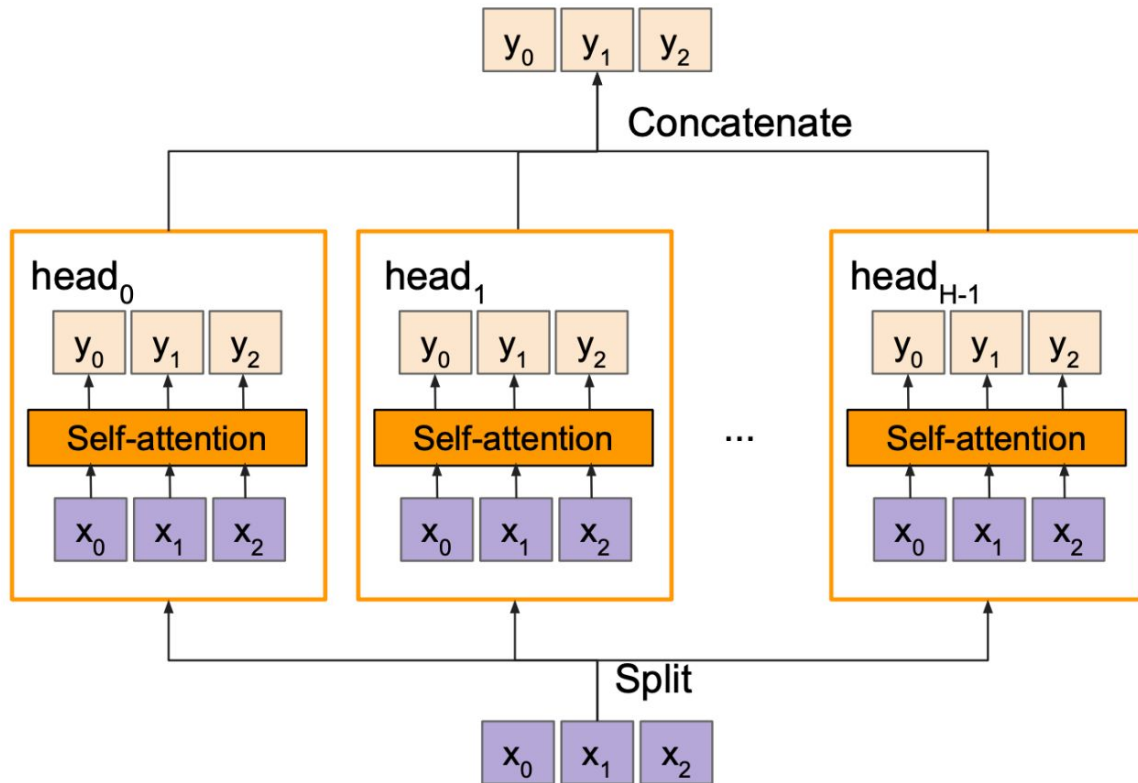 y₀ y₁ y₂
Concatenate
head₀ head₁ head_H-1
y₀ y₁ y₂ y₀ y₁ y₂ y₀ y₁ y₂
Self-attention Self-attention ... Self-attention
x₀ x₁ x₂ x₀ x₁ x₂ x₀ x₁ x₂
Split
x₀ x₁ x₂